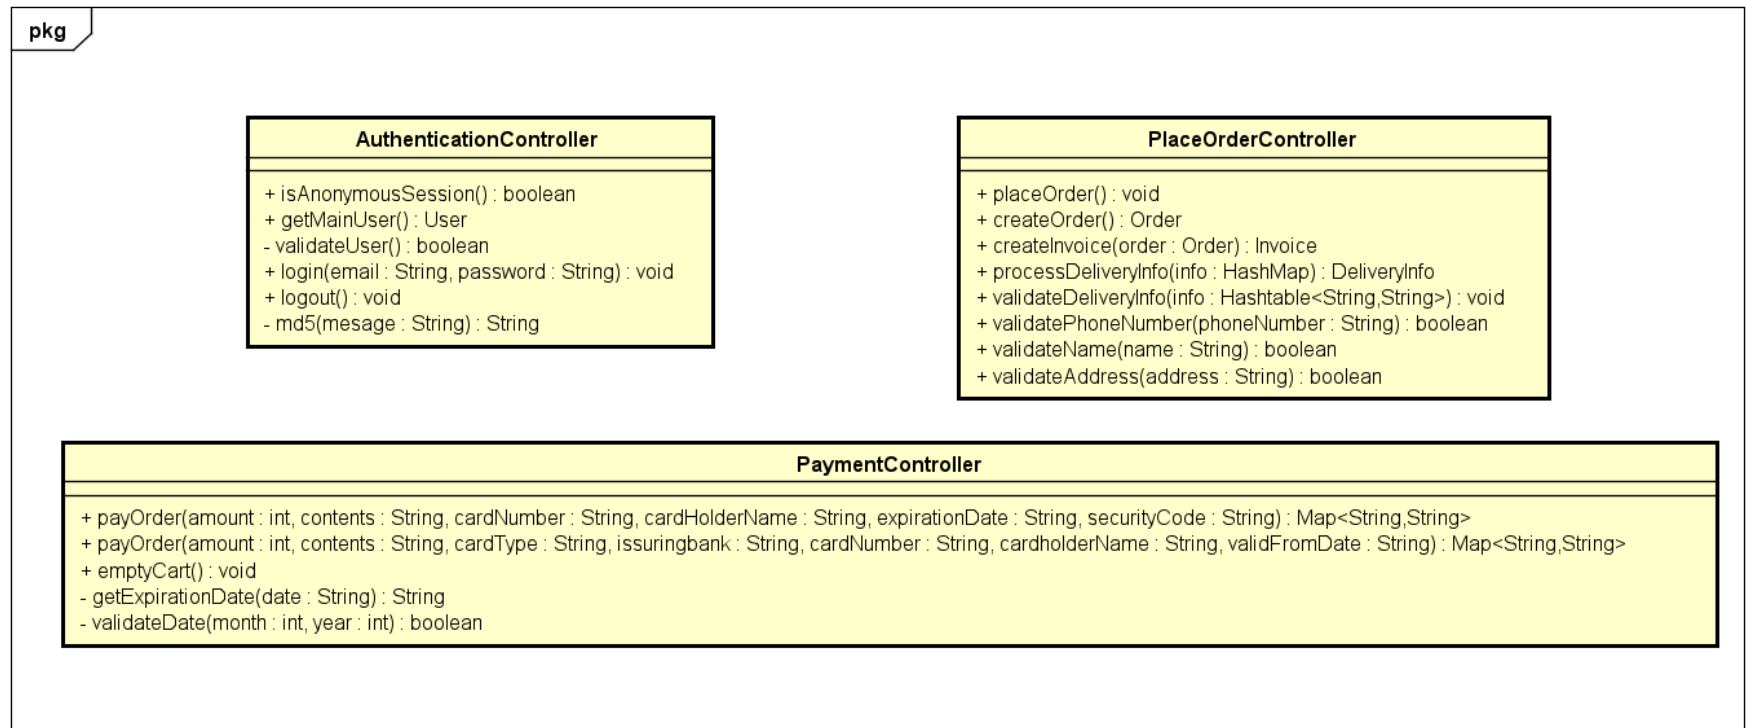 pkg
AuthenticationController
+ isAnonymousSession() : boolean
+ getMainUser() : User
- validateUser() : boolean
+ login(email : String, password : String) : void
+ logout() : void
- md5(mesage : String) : String
PlaceOrderController
+ placeOrder() : void
+ createOrder() : Order
+ createInvoice(order : Order) : Invoice
+ processDeliveryInfo(info : HashMap) : DeliveryInfo
+ validateDeliveryInfo(info : Hashtable<String,String>) : void
+ validatePhoneNumber(phoneNumber : String) : boolean
+ validateName(name : String) : boolean
+ validateAddress(address : String) : boolean
PaymentController
+ payOrder(amount : int, contents : String, cardNumber : String, cardHolderName : String, expirationDate : String, securityCode : String) : Map<String,String>
+ payOrder(amount : int, contents : String, cardType : String, issuringbank : String, cardNumber : String, cardholderName : String, validFromDate : String) : Map<String,String>
+ emptyCart() : void
- getExpirationDate(date : String) : String
- validateDate(month : int, year : int) : boolean